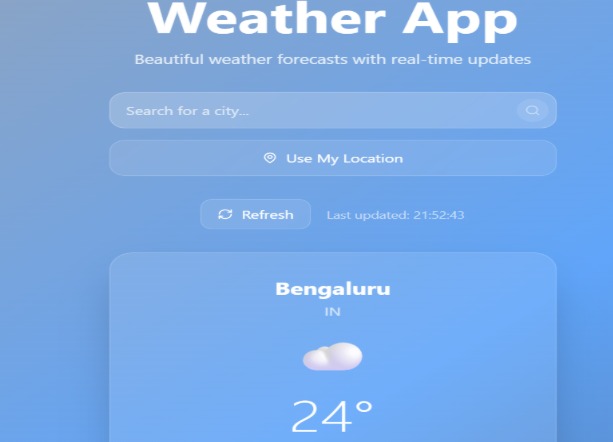 Weather App
Beautiful weather forecasts with real-time updates
Search for a city...
Use My Location
Refresh Last updated: 21:52:43
Bengaluru
IN
24°